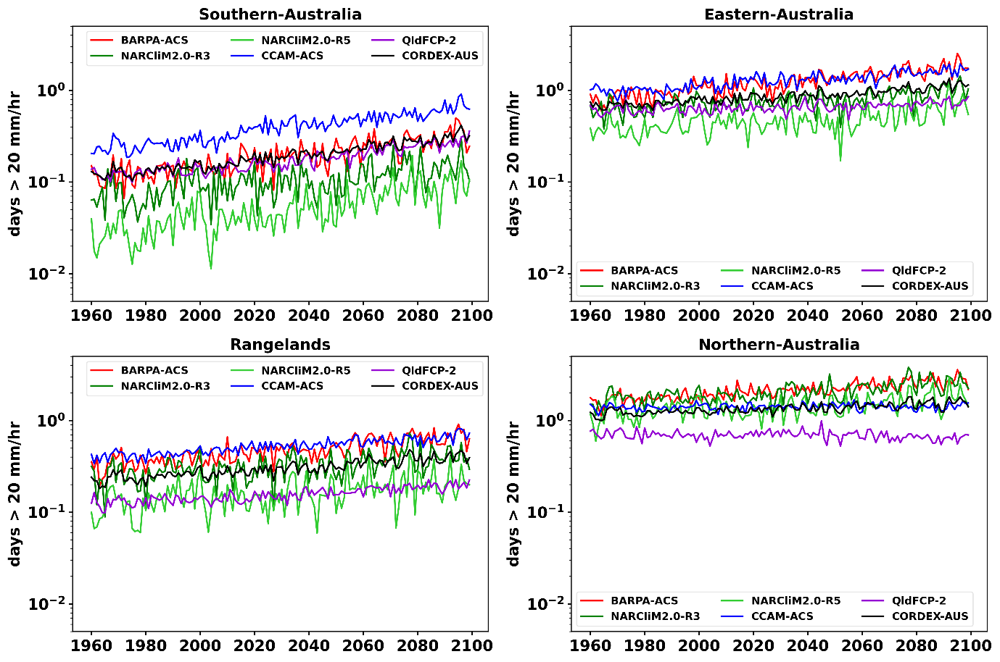 Southern-Australia
BARPA-ACS NARCliM2.0-R5 QldFCP-2
NARCliM2.0-R3 CCAM-ACS CORDEX-AUS
days > 20 mm/hr
10⁰
10⁻¹
10⁻²
1960 1980 2000 2020 2040 2060 2080 2100
Eastern-Australia
days > 20 mm/hr
10⁰
10⁻¹
10⁻²
BARPA-ACS NARCliM2.0-R5 QldFCP-2
NARCliM2.0-R3 CCAM-ACS CORDEX-AUS
1960 1980 2000 2020 2040 2060 2080 2100
Rangelands
BARPA-ACS NARCliM2.0-R5 QldFCP-2
NARCliM2.0-R3 CCAM-ACS CORDEX-AUS
days > 20 mm/hr
10⁰
10⁻¹
10⁻²
1960 1980 2000 2020 2040 2060 2080 2100
Northern-Australia
days > 20 mm/hr
10⁰
10⁻¹
10⁻²
BARPA-ACS NARCliM2.0-R5 QldFCP-2
NARCliM2.0-R3 CCAM-ACS CORDEX-AUS
1960 1980 2000 2020 2040 2060 2080 2100